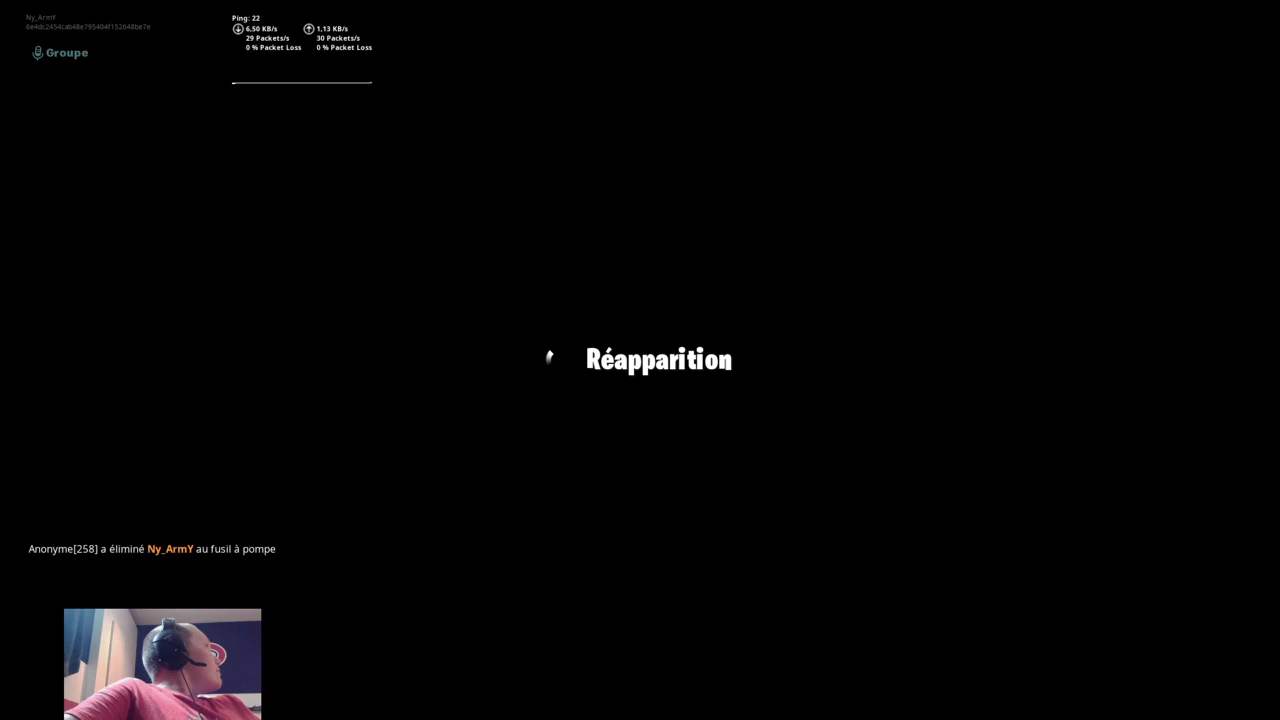 Ny_ArmY
6e4dc2454cab48e795404f152648be7e
Groupe
Ping: 22
6,50 KB/s
29 Packets/s
0 % Packet Loss
1,13 KB/s
30 Packets/s
0 % Packet Loss
Réapparition
Anonyme[258] a éliminé Ny_ArmY au fusil à pompe